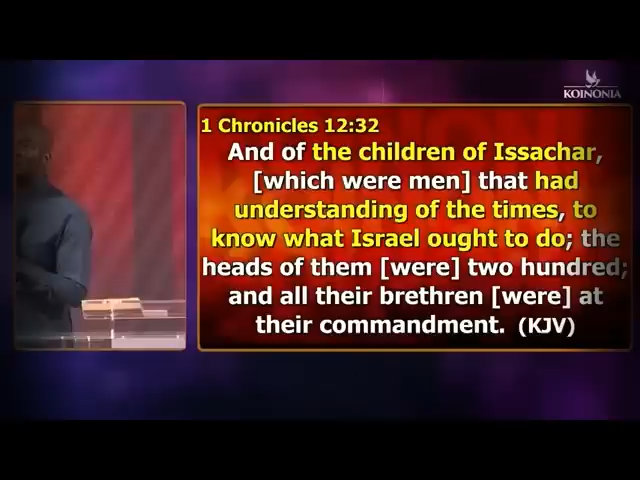 KOINONIA
1 Chronicles 12:32
And of the children of Issachar,
[which were men] that had
understanding of the times, to
know what Israel ought to do; the
heads of them [were] two hundred;
and all their brethren [were] at
their commandment. (KJV)